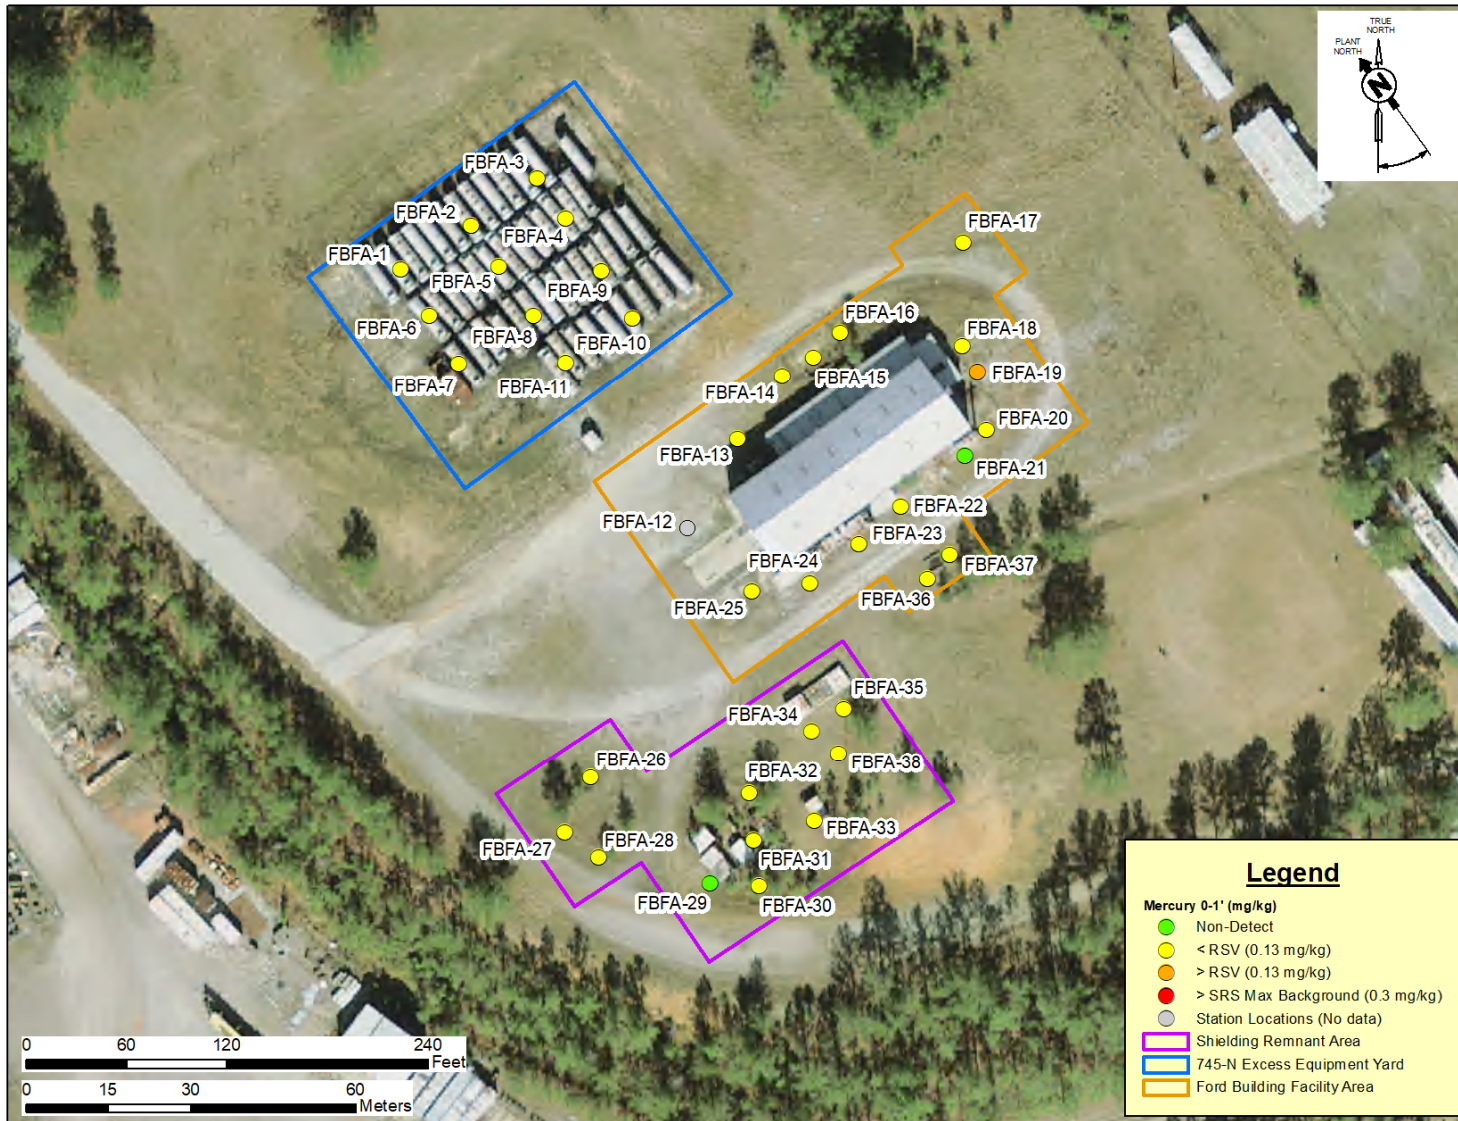 TRUE
NORTH
PLANT
NORTH
N
FBFA-3
FBFA-2
FBFA-4
FBFA-1
FBFA-5
FBFA-9
FBFA-6
FBFA-8
FBFA-10
FBFA-7
FBFA-11
FBFA-17
FBFA-16
FBFA-18
FBFA-15
FBFA-14
FBFA-19
FBFA-20
FBFA-13
FBFA-21
FBFA-22
FBFA-12
FBFA-23
FBFA-24
FBFA-37
FBFA-36
FBFA-25
FBFA-35
FBFA-34
FBFA-38
FBFA-26
FBFA-32
FBFA-33
FBFA-27
FBFA-28
FBFA-31
FBFA-29
FBFA-30
Legend
Mercury 0-1' (mg/kg)
Non-Detect
< RSV (0.13 mg/kg)
> RSV (0.13 mg/kg)
> SRS Max Background (0.3 mg/kg)
Station Locations (No data)
Shielding Remnant Area
745-N Excess Equipment Yard
Ford Building Facility Area
0 60 120 240
Feet
0 15 30 60
Meters